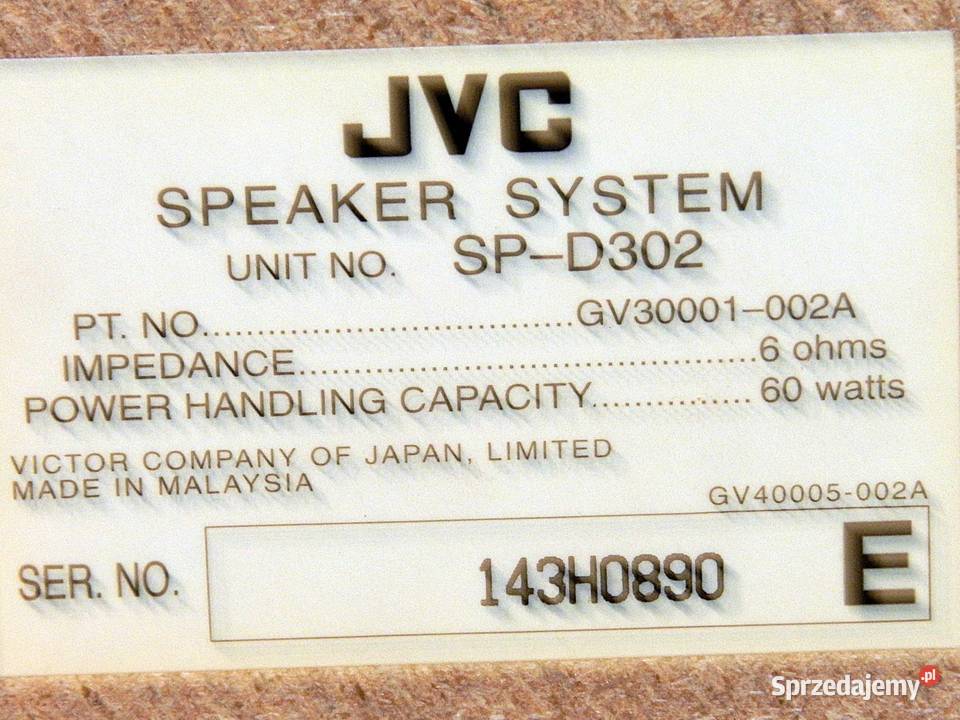 JVC
SPEAKER SYSTEM
UNIT NO. SP-D302
PT. NO.................................GV30001-002A
IMPEDANCE........................................6 ohms
POWER HANDLING CAPACITY................ 60 watts
VICTOR COMPANY OF JAPAN, LIMITED
MADE IN MALAYSIA
GV40005-002A
SER. NO. 143H0890 E
Sprzedajemy.pl